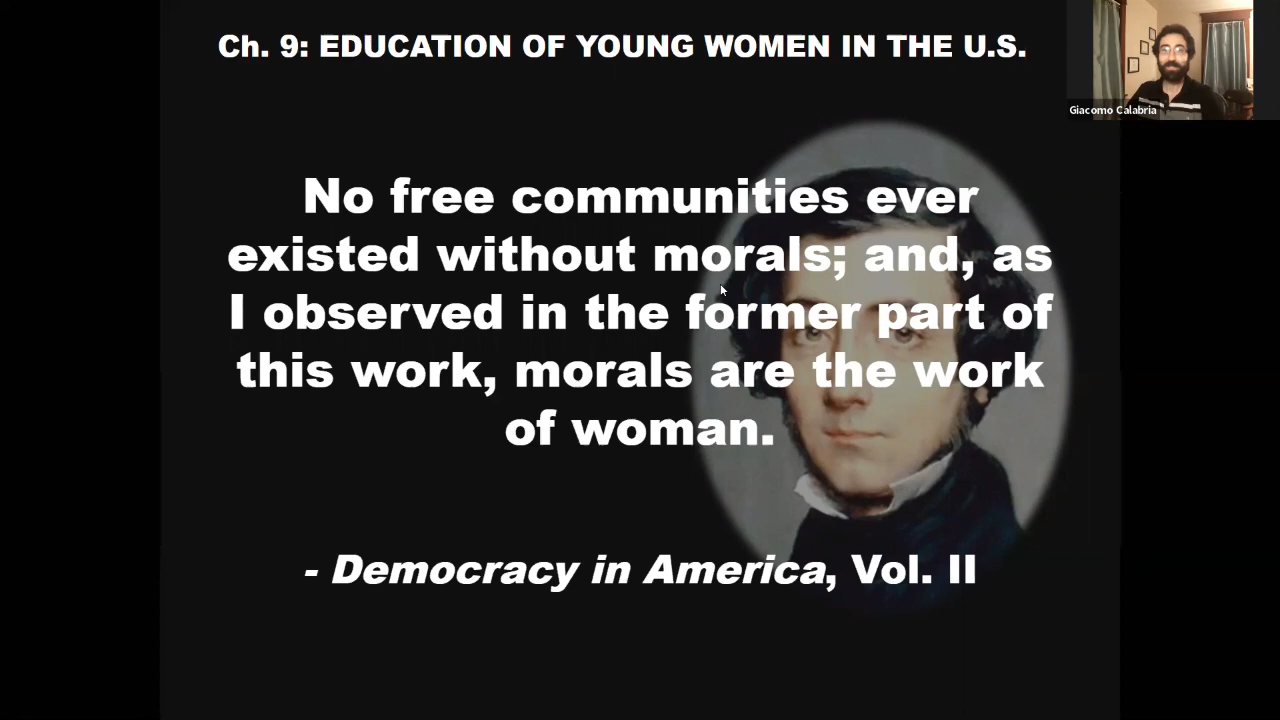 Ch. 9: EDUCATION OF YOUNG WOMEN IN THE U.S.
Giacomo Calabria
No free communities ever
existed without morals; and, as
I observed in the former part of
this work, morals are the work
of woman.
- Democracy in America, Vol. II